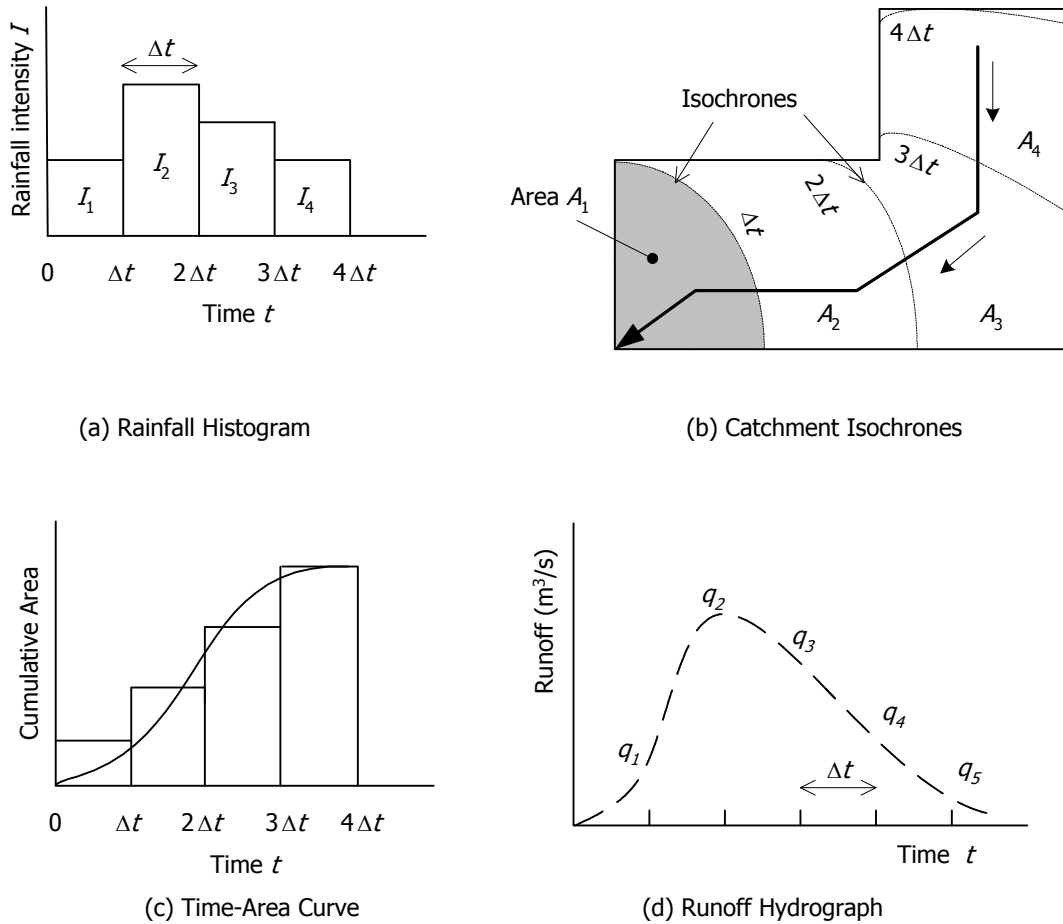 Rainfall intensity I
Δt
I1
I2
I3
I4
0 Δt 2Δt 3Δt 4Δt
Time t
(a) Rainfall Histogram
4Δt
Isochrones
A4
3Δt
2Δt
Area A1
Δt
A2
A3
(b) Catchment Isochrones
Cumulative Area
0 Δt 2Δt 3Δt 4Δt
Time t
(c) Time-Area Curve
Runoff (m³/s)
q2
q3
q4
q1
q5
Δt
Time t
(d) Runoff Hydrograph